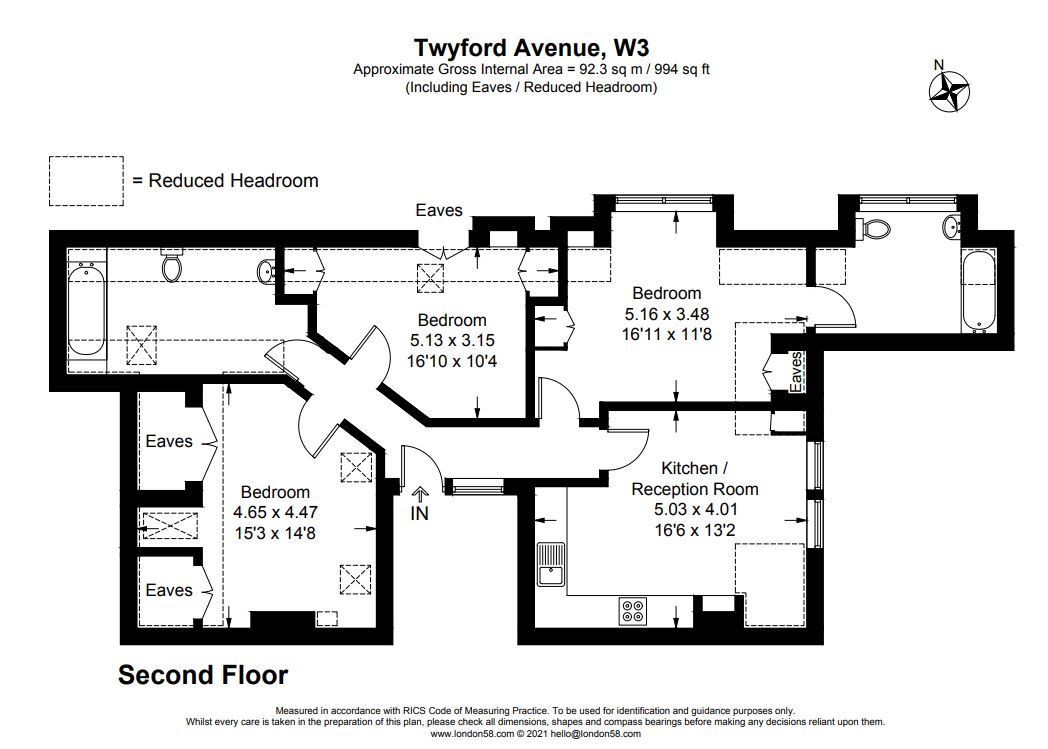 Twyford Avenue, W3
Approximate Gross Internal Area = 92.3 sq m / 994 sq ft
(Including Eaves / Reduced Headroom)
N
= Reduced Headroom
Eaves
Bedroom
5.16 x 3.48
16'11 x 11'8
Bedroom
5.13 x 3.15
16'10 x 10'4
Eaves
Eaves
Bedroom
4.65 x 4.47
15'3 x 14'8
Eaves
IN
Kitchen /
Reception Room
5.03 x 4.01
16'6 x 13'2
Second Floor
Measured in accordance with RICS Code of Measuring Practice. To be used for identification and guidance purposes only.
Whilst every care is taken in the preparation of this plan, please check all dimensions, shapes and compass bearings before making any decisions reliant upon them.
www.london58.com © 2021 hello@london58.com